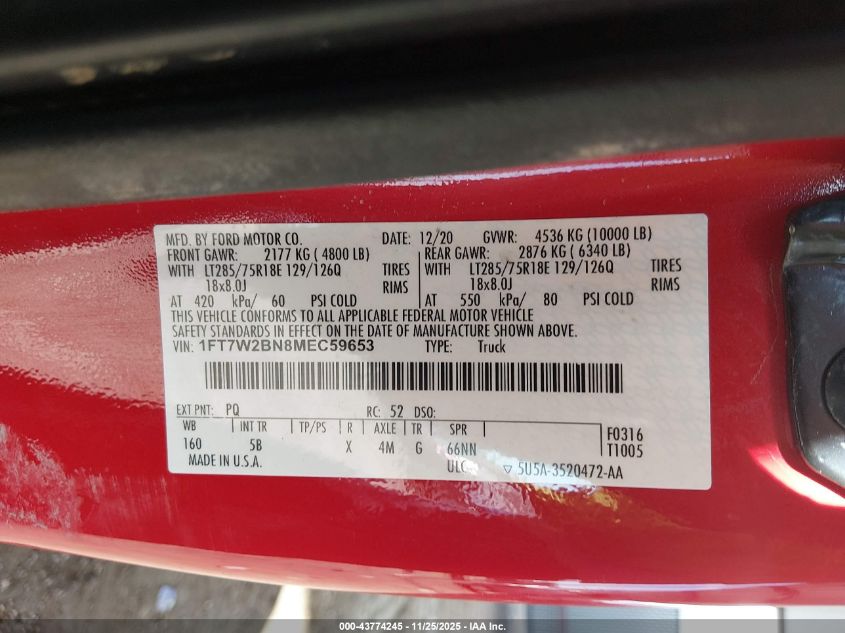 MFD. BY FORD MOTOR CO. DATE: 12/20 GVWR: 4536 KG (10000 LB)
FRONT GAWR: 2177 KG ( 4800 LB) REAR GAWR: 2876 KG ( 6340 LB)
WITH LT285/75R18E 129/126Q TIRES WITH LT285/75R18E 129/126Q TIRES
18x8.0J RIMS 18x8.0J RIMS
AT 420 kPa/ 60 PSI COLD AT 550 kPa/ 80 PSI COLD
THIS VEHICLE CONFORMS TO ALL APPLICABLE FEDERAL MOTOR VEHICLE
SAFETY STANDARDS IN EFFECT ON THE DATE OF MANUFACTURE SHOWN ABOVE.
VIN: 1FT7W2BN8MEC59653 TYPE: Truck
EXT PNT: PQ RC: 52 DSO:
WB INT TR TP/PS R AXLE TR SPR F0316
160 5B X 4M G 66NN T1005
MADE IN U.S.A. ULC 5U5A-3520472-AA
000-43774245 - 11/25/2025 - IAA Inc.